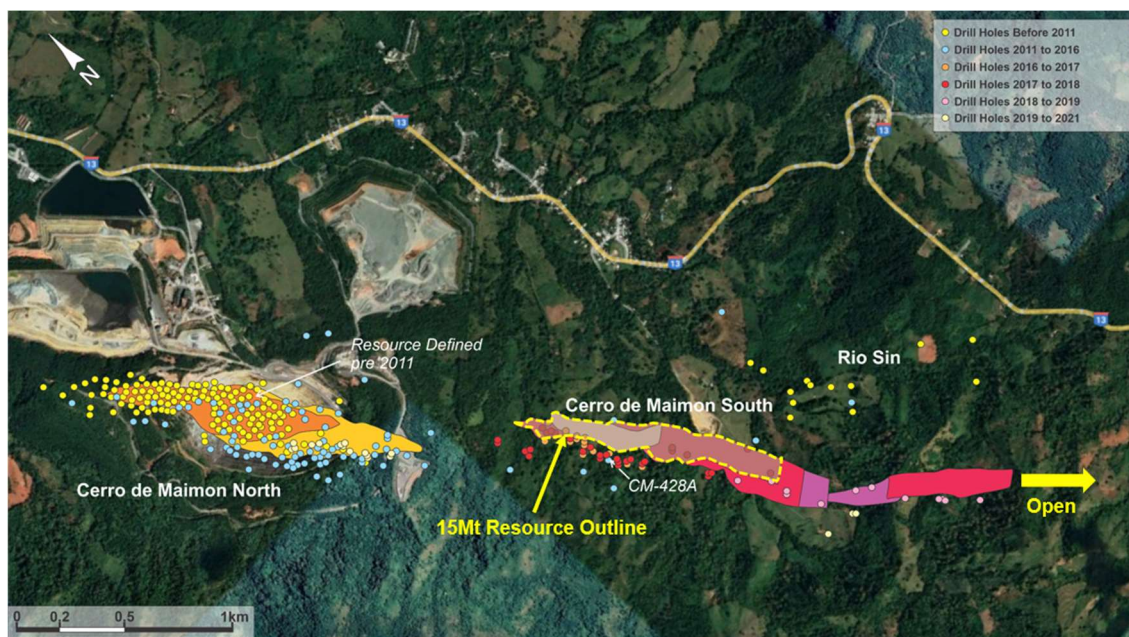 N
Drill Holes Before 2011
Drill Holes 2011 to 2016
Drill Holes 2016 to 2017
Drill Holes 2017 to 2018
Drill Holes 2018 to 2019
Drill Holes 2019 to 2021
13
13
13
13
13
Resource Defined
pre 2011
Rio Sin
Cerro de Maimon South
Cerro de Maimon North
CM-428A
15Mt Resource Outline
Open
0 0,2 0,5 1km